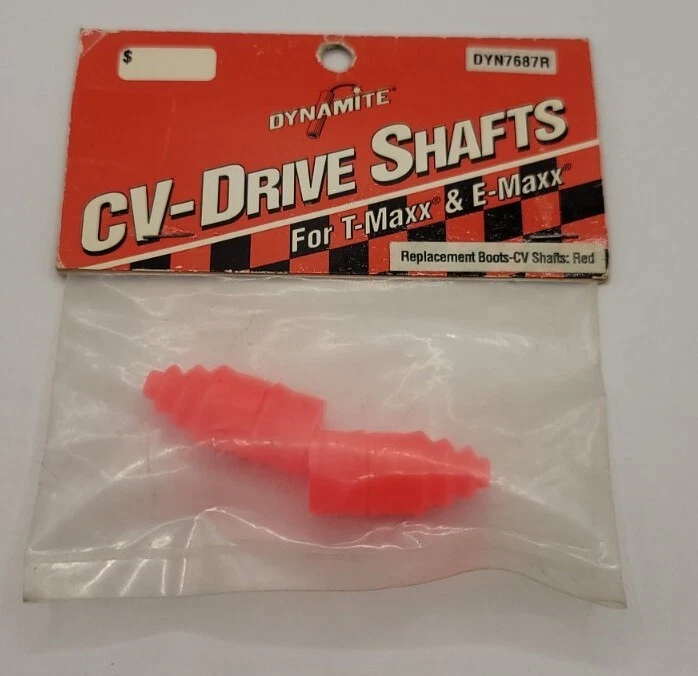 $
DYN7687R
DYNAMITE®
CV-DRIVE SHAFTS
For T-Maxx® & E-Maxx®
Replacement Boots-CV Shafts: Red